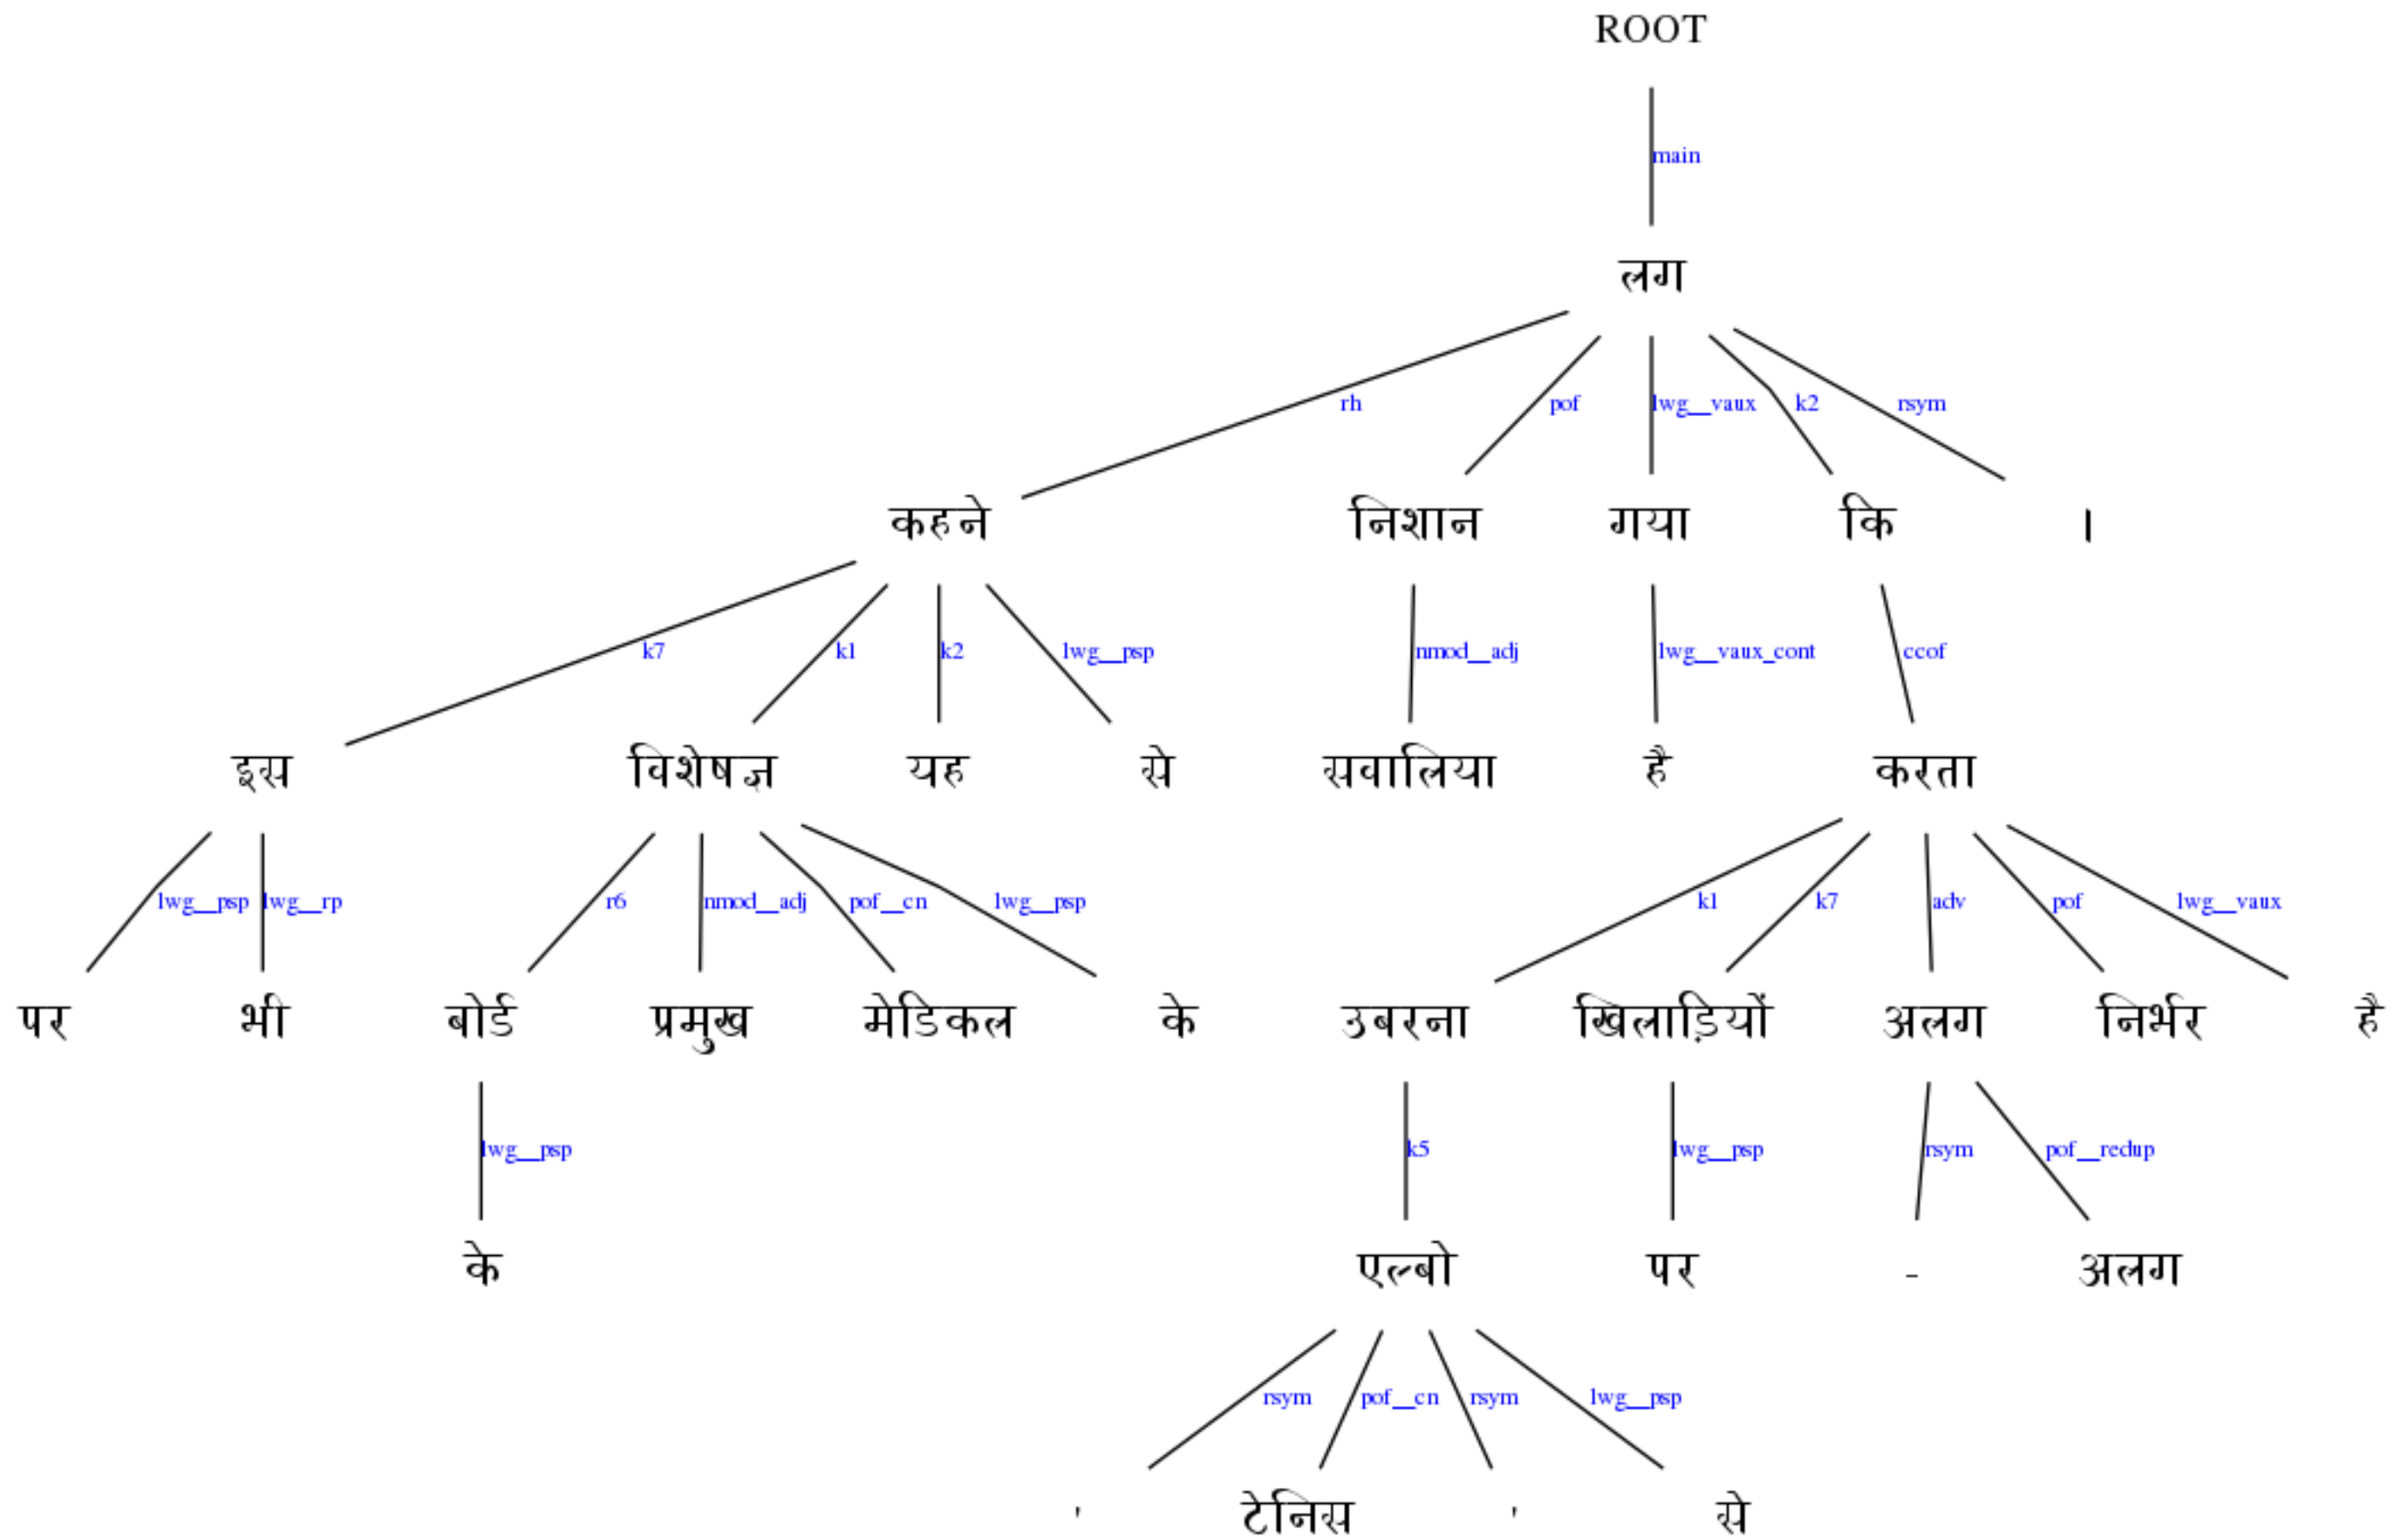 ROOT
main
लग
rh pof lwg__vaux k2 rsym
कहने निशान गया कि ।
k7 k1 k2 lwg__psp nmod__adj lwg__vaux_cont ccof
इस विशेषज्ञ यह से सवालिया है करता
lwg__psp lwg__rp r6 nmod__adj pof__cn lwg__psp k1 k7 adv pof lwg__vaux
पर भी बोर्ड प्रमुख मेडिकल के उबरना खिलाड़ियों अलग निर्भर है
lwg__psp k5 lwg__psp rsym pof__redup
के एल्बो पर - अलग
rsym pof__cn rsym lwg__psp
' टेनिस ' से